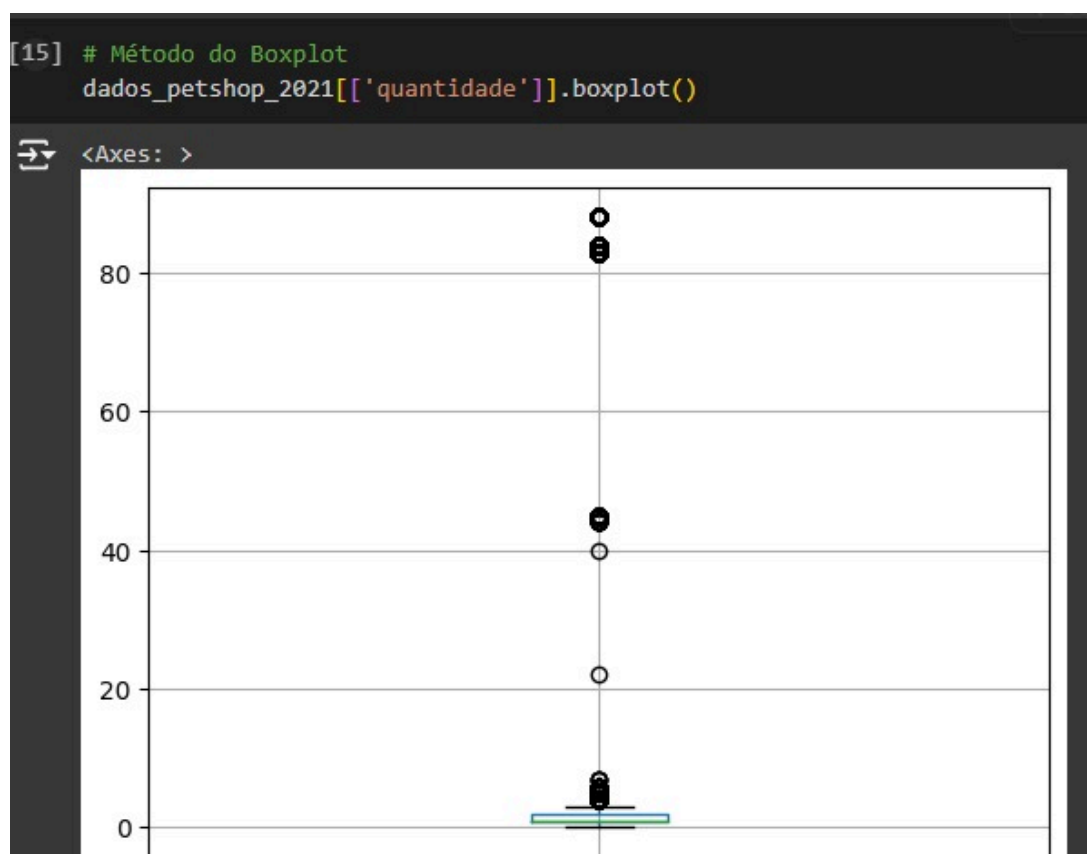 [15] # Método do Boxplot
dados_petshop_2021[['quantidade']].boxplot()
<Axes: >
80
60
40
20
0